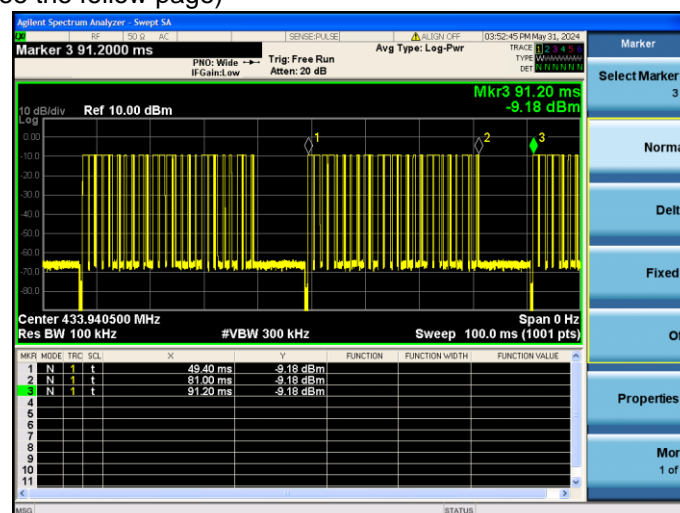 se the follow page)
Agilent Spectrum Analyzer - Swept SA
LXI RF 50 Ω AC SENSE:PULSE ALIGN OFF 03:52:45 PM May 31, 2024
Marker 3 91.2000 ms
PNO: Wide
IFGain:Low
Trig: Free Run
Atten: 20 dB
Avg Type: Log-Pwr
TRACE 1 2 3 4 5 6
TYPE
DET N N N N N N
Mkr3 91.20 ms
-9.18 dBm
10 dB/div Ref 10.00 dBm
Log
0.00
-10.0
-20.0
-30.0
-40.0
-50.0
-60.0
-70.0
-80.0
1
2
3
Center 433.940500 MHz Span 0 Hz
Res BW 100 kHz #VBW 300 kHz Sweep 100.0 ms (1001 pts)
MKR MODE TRC SCL X Y FUNCTION FUNCTION WIDTH FUNCTION VALUE
1 N 1 t 49.40 ms -9.18 dBm
2 N 1 t 81.00 ms -9.18 dBm
3 N 1 t 91.20 ms -9.18 dBm
4
5
6
7
8
9
10
11
MSG STATUS
Marker
Select Marker
3
Norma
Delt
Fixed
Of
Properties
Mor
1 of